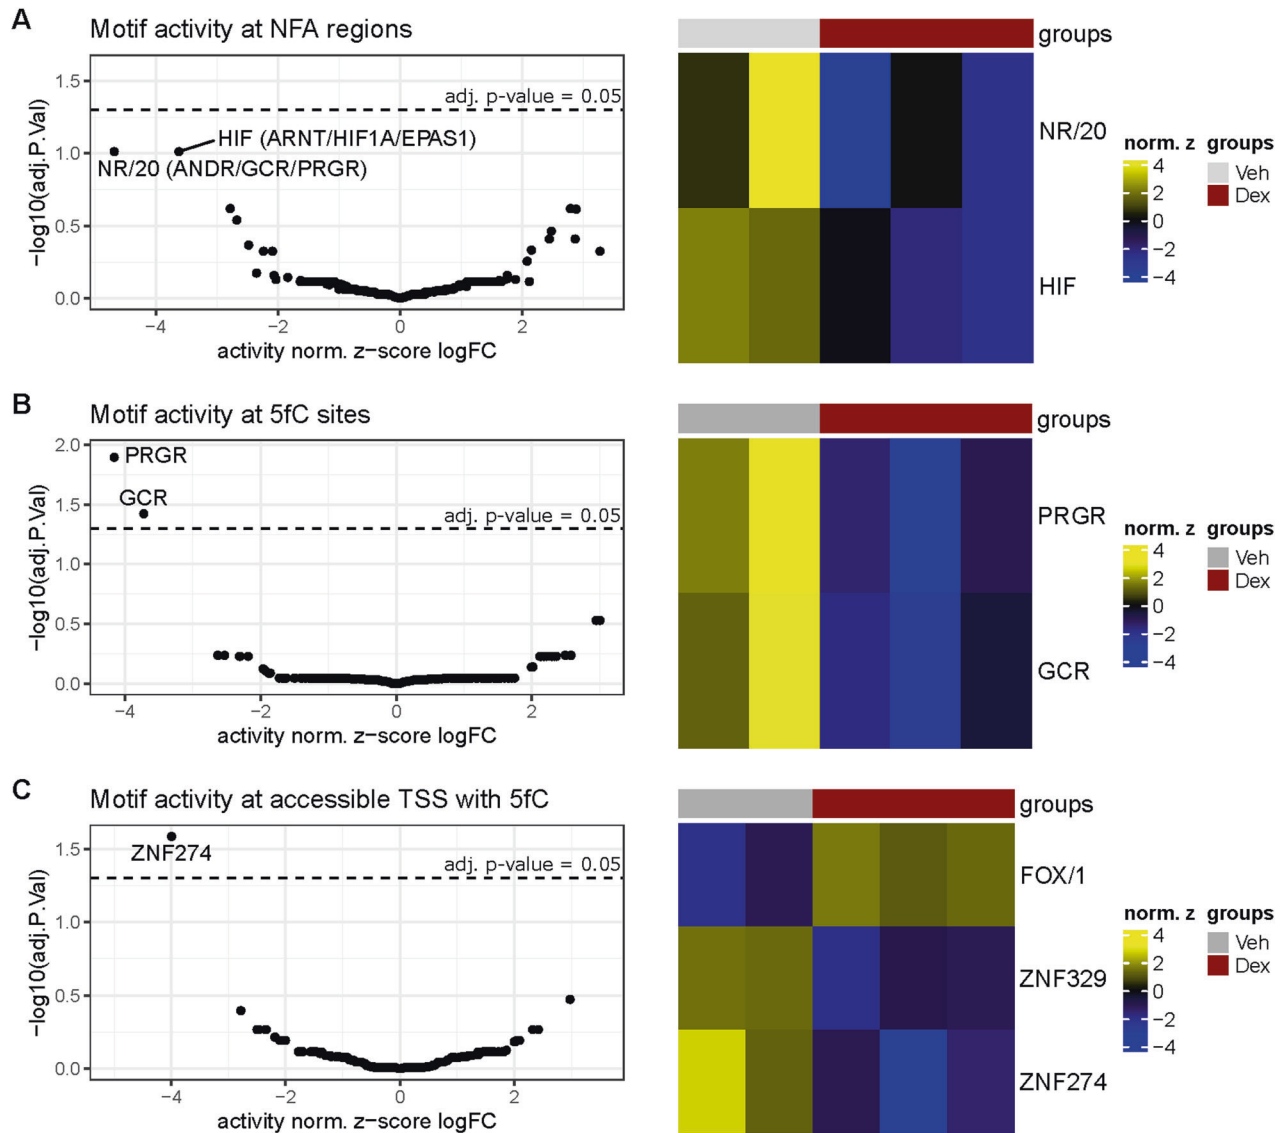 A
Motif activity at NFA regions
−log10(adj.P.Val)
1.5
1.0
0.5
0.0
adj. p-value = 0.05
HIF (ARNT/HIF1A/EPAS1)
NR/20 (ANDR/GCR/PRGR)
−4
−2
0
2
activity norm. z−score logFC
groups
NR/20
HIF
norm. z
4
2
0
−2
−4
groups
Veh
Dex
B
Motif activity at 5fC sites
−log10(adj.P.Val)
2.0
1.5
1.0
0.5
0.0
PRGR
GCR
adj. p-value = 0.05
−4
−2
0
2
activity norm. z−score logFC
groups
PRGR
GCR
norm. z
4
2
0
−2
−4
groups
Veh
Dex
C
Motif activity at accessible TSS with 5fC
−log10(adj.P.Val)
1.5
1.0
0.5
0.0
ZNF274
adj. p-value = 0.05
−4
−2
0
2
activity norm. z−score logFC
groups
FOX/1
ZNF329
ZNF274
norm. z
4
2
0
−2
−4
groups
Veh
Dex